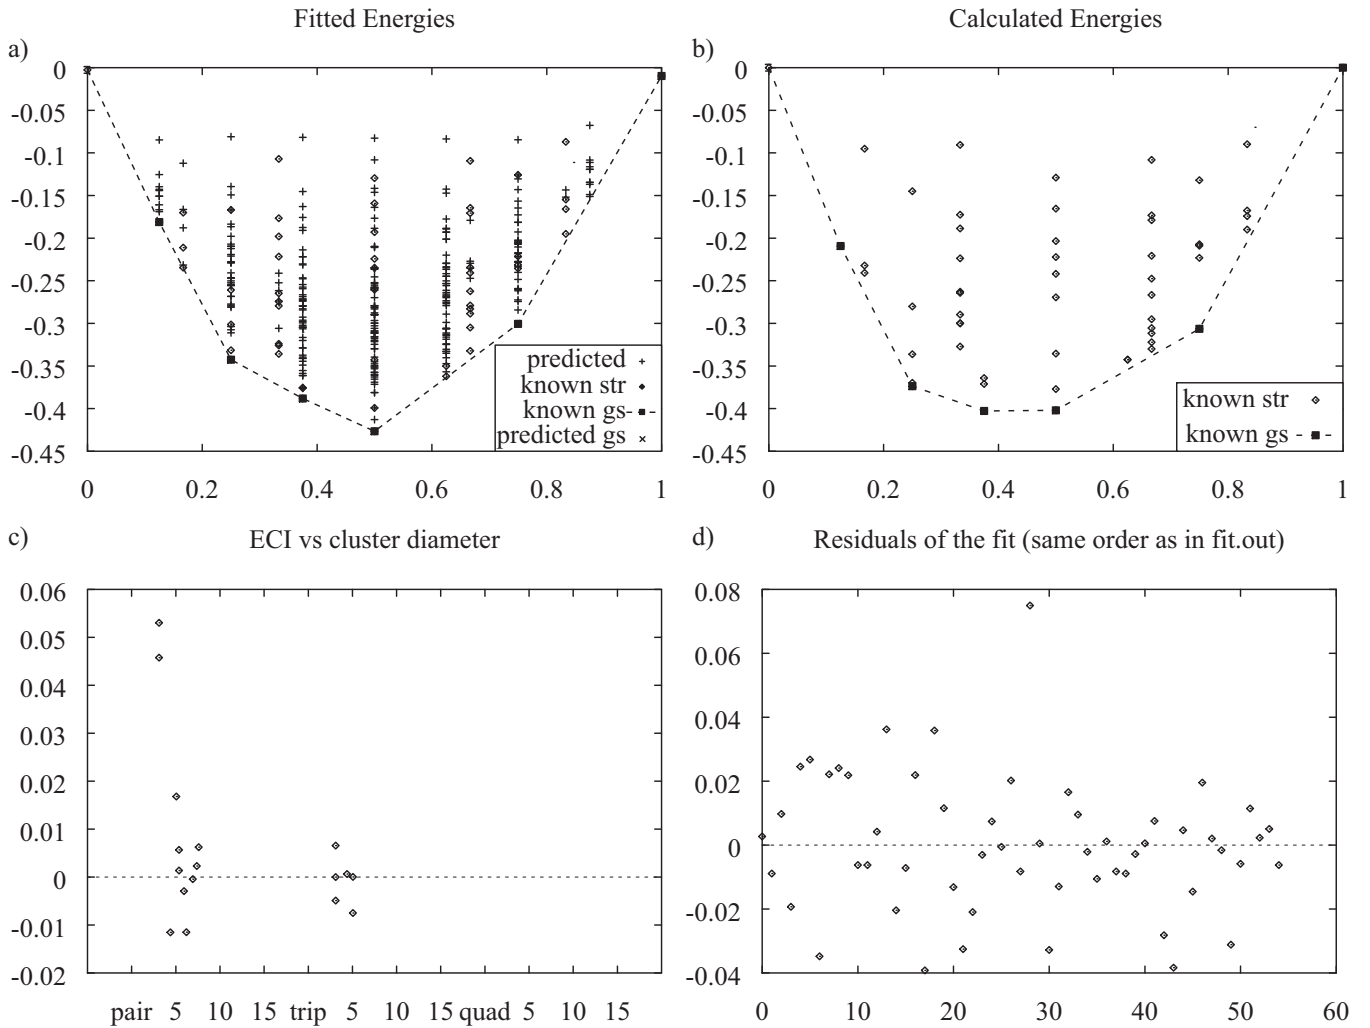 Fitted Energies
Calculated Energies
a)
b)
0
-0.05
-0.1
-0.15
-0.2
-0.25
-0.3
-0.35
-0.4
-0.45
0 0.2 0.4 0.6 0.8 1
predicted
known str
known gs
predicted gs
0
-0.05
-0.1
-0.15
-0.2
-0.25
-0.3
-0.35
-0.4
-0.45
0 0.2 0.4 0.6 0.8 1
known str
known gs
c)
ECI vs cluster diameter
d)
Residuals of the fit (same order as in fit.out)
0.06
0.05
0.04
0.03
0.02
0.01
0
-0.01
-0.02
pair 5 10 15 trip 5 10 15 quad 5 10 15
0.08
0.06
0.04
0.02
0
-0.02
-0.04
0 10 20 30 40 50 60